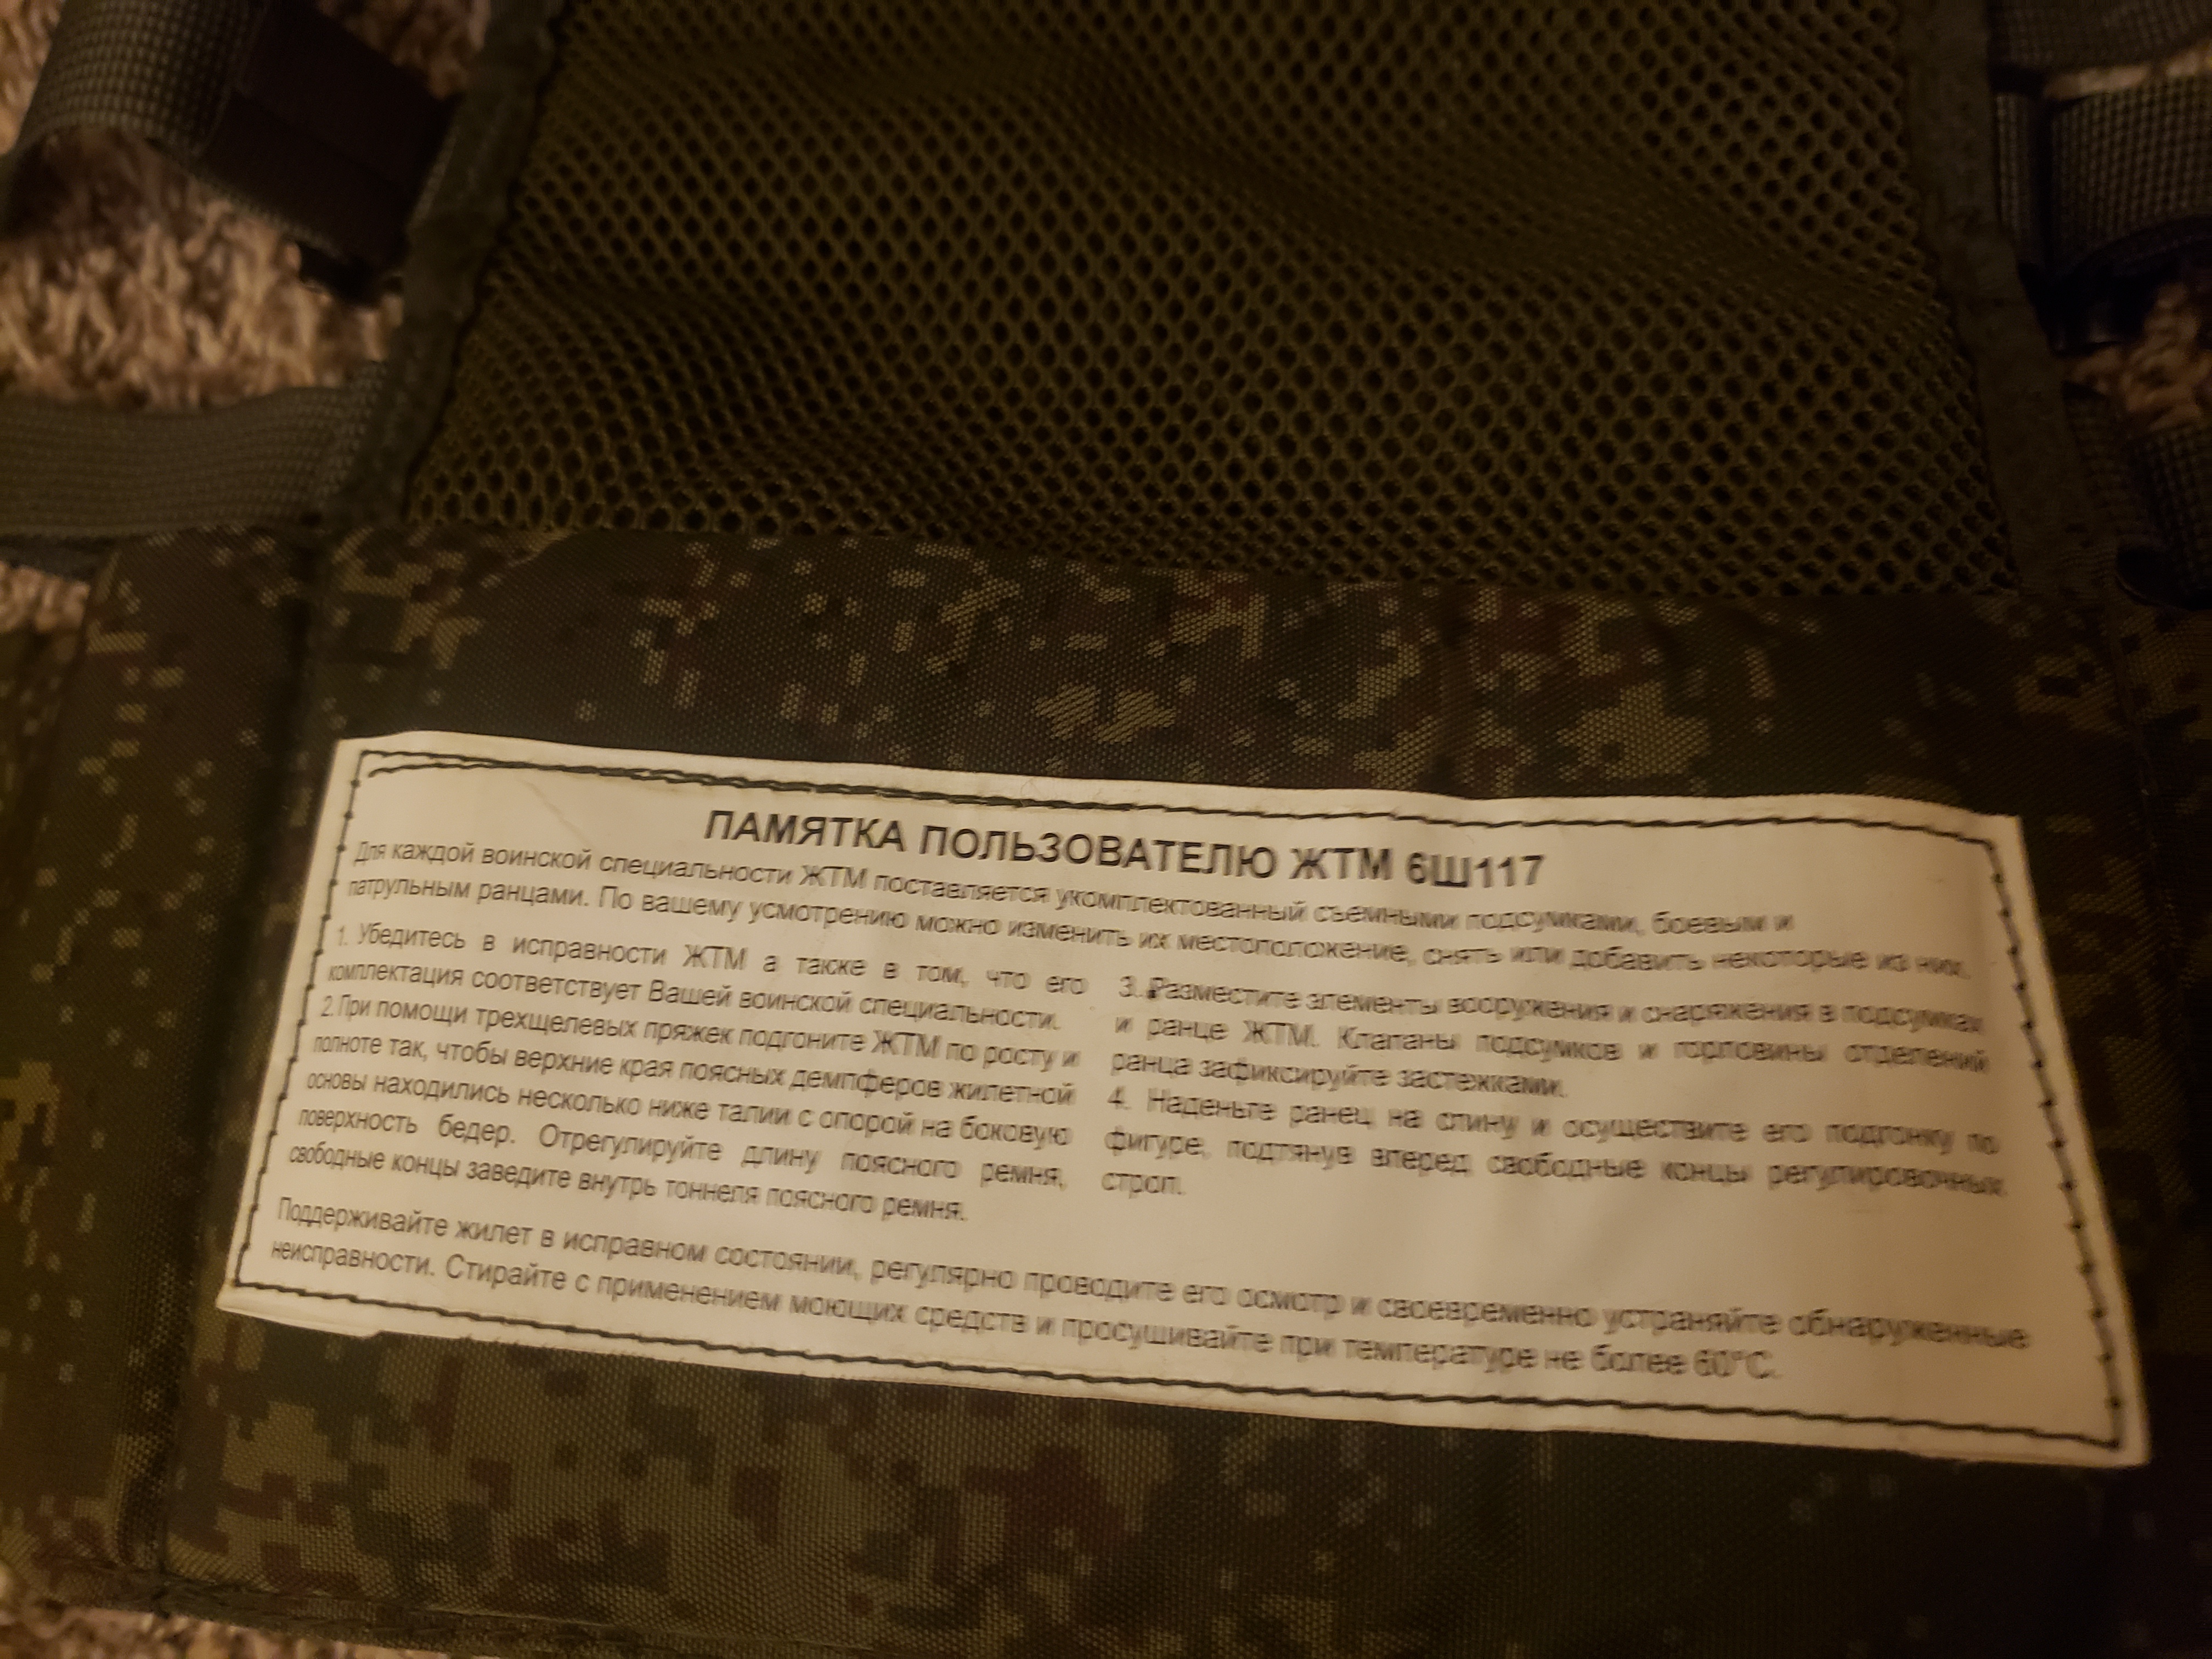 ПАМЯТКА ПОЛЬЗОВАТЕЛЮ ЖТМ 6Ш117
Для каждой воинской специальности ЖТМ поставляется укомплектованный съемными подсумками, боевым и
патрульным ранцами. По вашему усмотрению можно изменить их местоположение, снять или добавить некоторые из них.
1. Убедитесь в исправности ЖТМ а также в том, что его
комплектация соответствует Вашей воинской специальности.
2. При помощи трехщелевых пряжек подгоните ЖТМ по росту и
полноте так, чтобы верхние края поясных демпферов жилетной
основы находились несколько ниже талии с опорой на боковую
поверхность бедер. Отрегулируйте длину поясного ремня,
свободные концы заведите внутрь тоннеля поясного ремня.
3. Разместите элементы вооружения и снаряжения в подсумках
и ранце ЖТМ. Клапаны подсумков и горловины отделений
ранца зафиксируйте застежками.
4. Наденьте ранец на спину и осуществите его подгонку по
фигуре, подтянув вперед свободные концы регулировочных
строп.
Поддерживайте жилет в исправном состоянии, регулярно проводите его осмотр и своевременно устраняйте обнаруженные
неисправности. Стирайте с применением моющих средств и просушивайте при температуре не более 60°С.